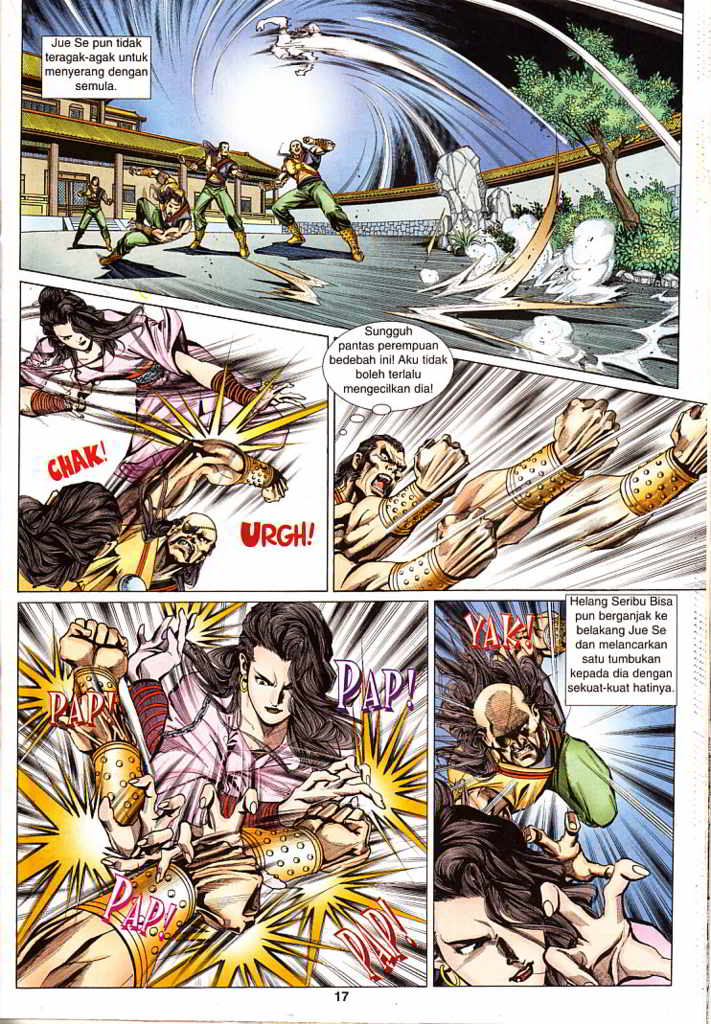 Jue Se pun tidak
teragak-agak untuk
menyerang dengan
semula.
CHAK!
URGH!
Sungguh
pantas perempuan
bedebah ini! Aku tidak
boleh terlalu
mengecilkan dia!
PAP!
PAP!
PAP!
PAP!
YAK!
Helang Seribu Bisa
pun berganjak ke
belakang Jue Se
dan melancarkan
satu tumbukan
kepada dia dengan
sekuat-kuat hatinya.
17